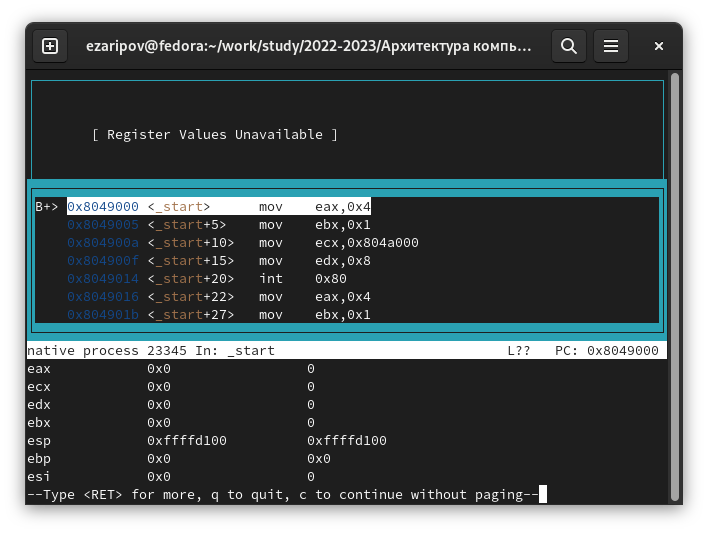 ezaripov@fedora:~/work/study/2022-2023/Архитектура компь...
[ Register Values Unavailable ]
B+> 0x8049000 <_start>      mov    eax,0x4
    0x8049005 <_start+5>    mov    ebx,0x1
    0x804900a <_start+10>   mov    ecx,0x804a000
    0x804900f <_start+15>   mov    edx,0x8
    0x8049014 <_start+20>   int    0x80
    0x8049016 <_start+22>   mov    eax,0x4
    0x804901b <_start+27>   mov    ebx,0x1
native process 23345 In: _start                             L??   PC: 0x8049000
eax            0x0                 0
ecx            0x0                 0
edx            0x0                 0
ebx            0x0                 0
esp            0xffffd100          0xffffd100
ebp            0x0                 0x0
esi            0x0                 0
--Type <RET> for more, q to quit, c to continue without paging--